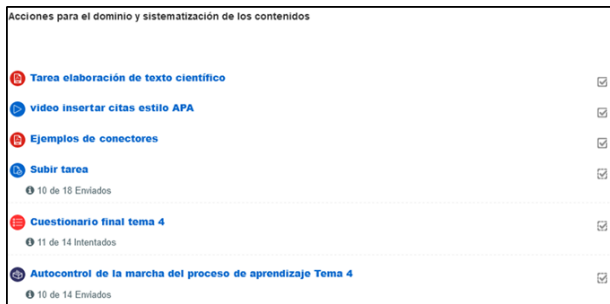 Acciones para el dominio y sistematización de los contenidos
Tarea elaboración de texto científico
video insertar citas estilo APA
Ejemplos de conectores
Subir tarea
10 de 18 Enviados
Cuestionario final tema 4
11 de 14 Intentados
Autocontrol de la marcha del proceso de aprendizaje Tema 4
10 de 14 Enviados